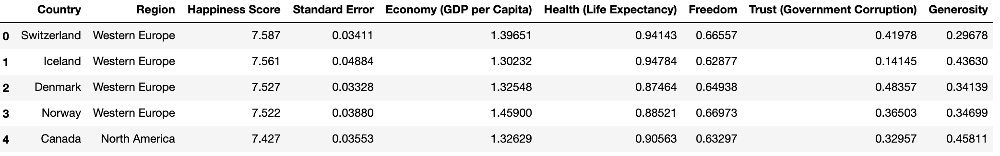 Country Region Happiness Score Standard Error Economy (GDP per Capita) Health (Life Expectancy) Freedom Trust (Government Corruption) Generosity
0 Switzerland Western Europe 7.587 0.03411 1.39651 0.94143 0.66557 0.41978 0.29678
1 Iceland Western Europe 7.561 0.04884 1.30232 0.94784 0.62877 0.14145 0.43630
2 Denmark Western Europe 7.527 0.03328 1.32548 0.87464 0.64938 0.48357 0.34139
3 Norway Western Europe 7.522 0.03880 1.45900 0.88521 0.66973 0.36503 0.34699
4 Canada North America 7.427 0.03553 1.32629 0.90563 0.63297 0.32957 0.45811